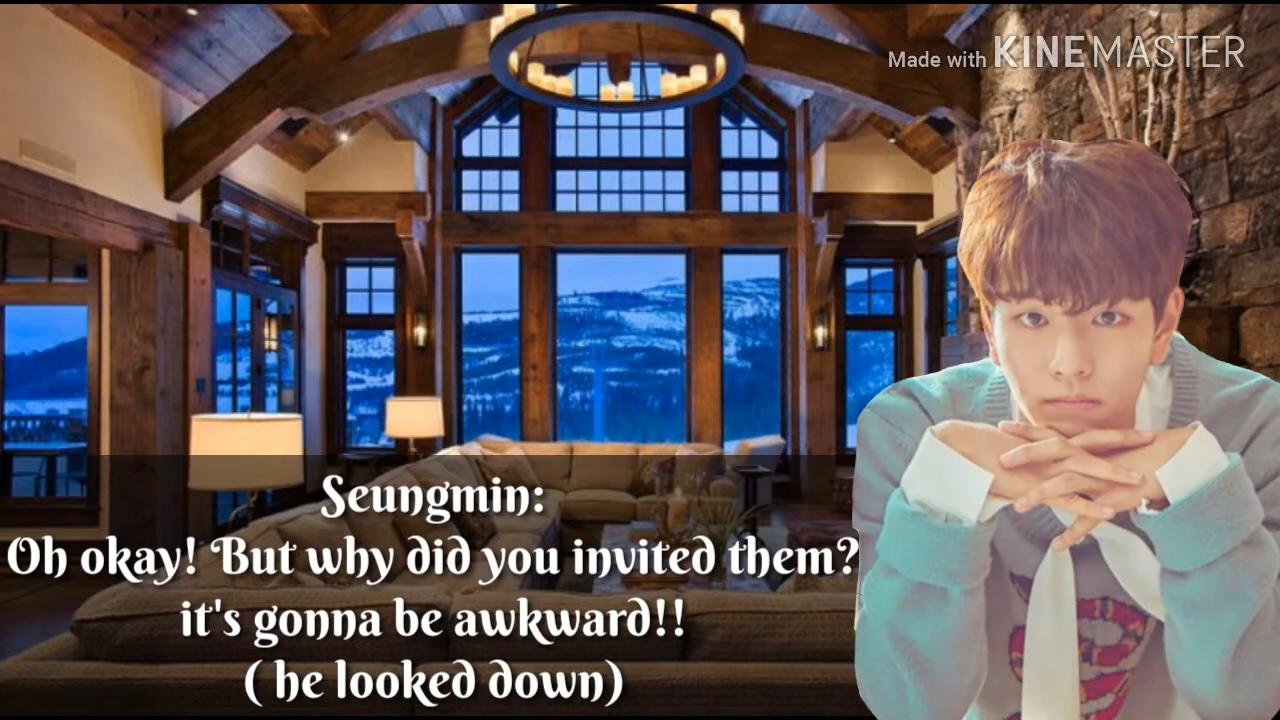 Made with KINEMASTER
Seungmin:
Oh okay! But why did you invited them?
it's gonna be awkward!!
( he looked down)